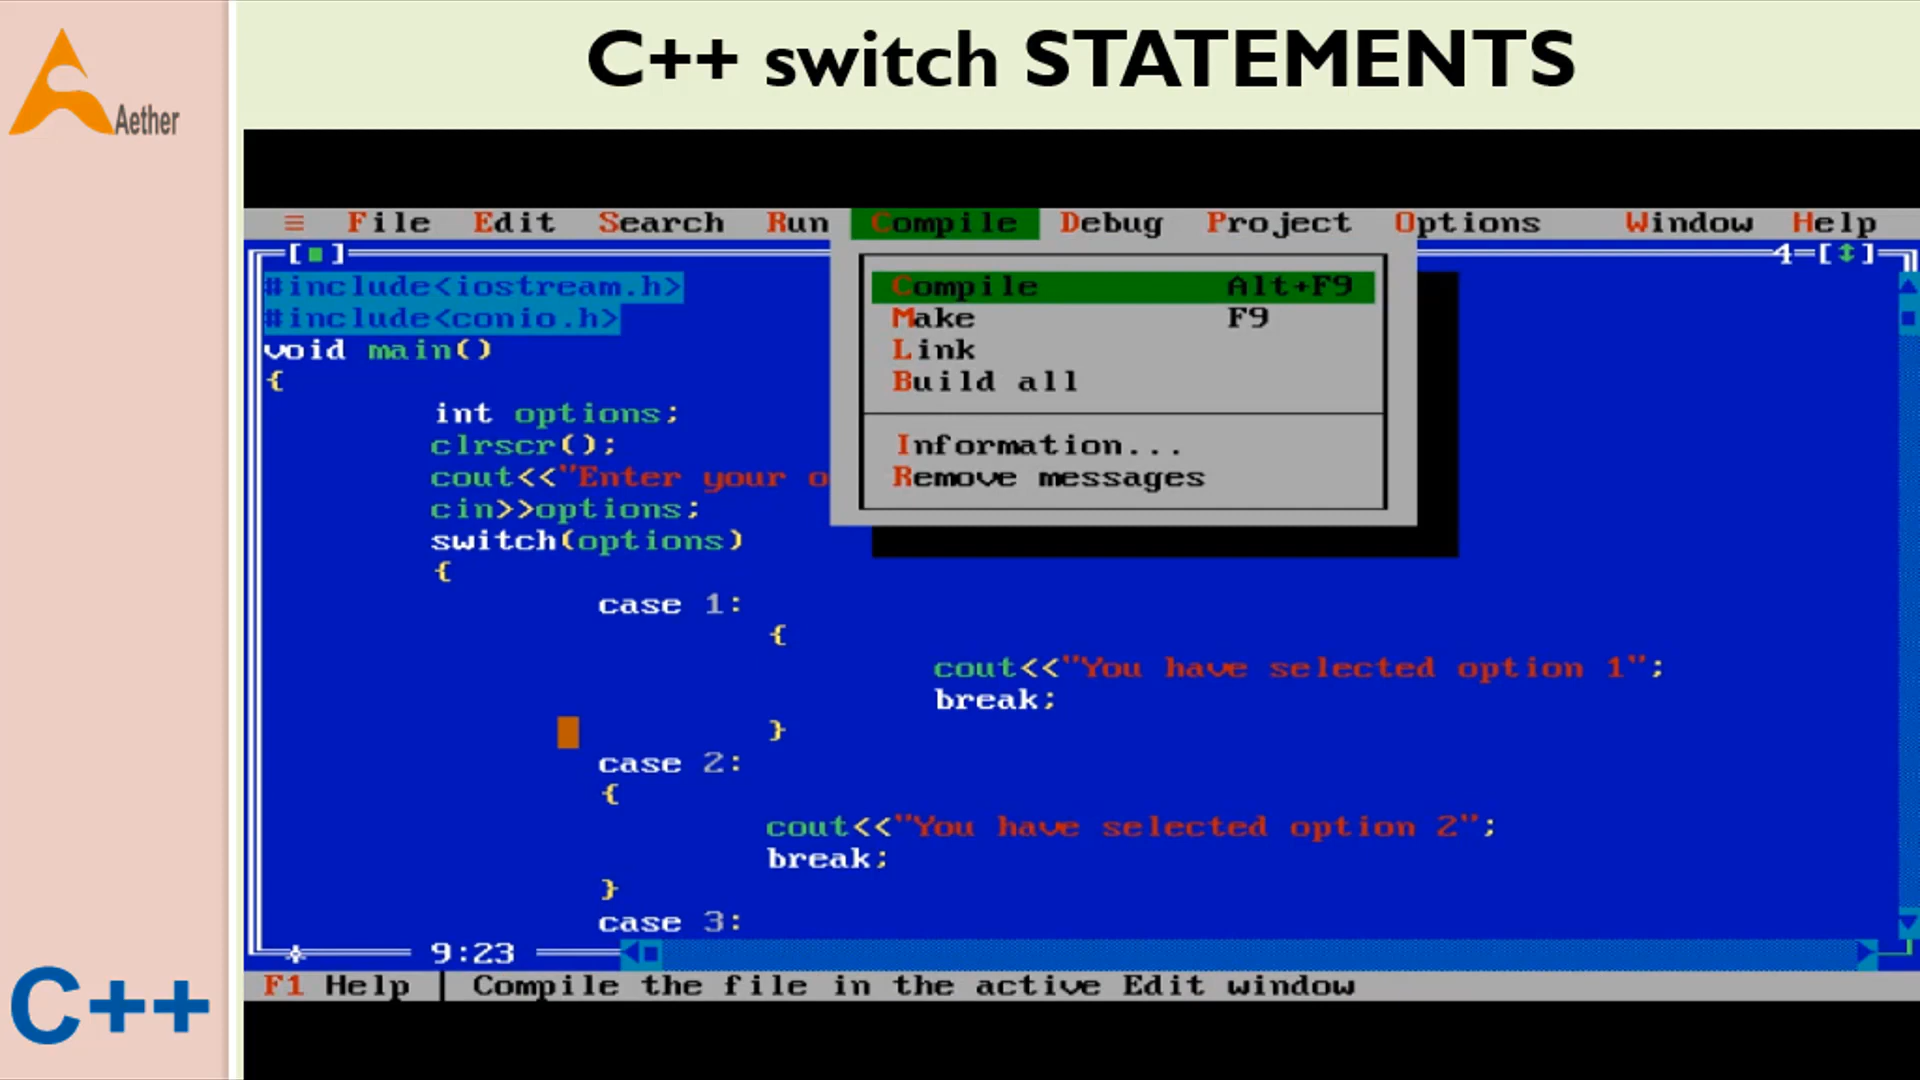 C++ switch STATEMENTS
Aether
≡ File Edit Search Run Compile Debug Project Options Window Help
[■] 4=[↕]
#include<iostream.h>
#include<conio.h>
void main()
{
int options;
clrscr();
cout<<"Enter your o
cin>>options;
switch(options)
{
case 1:
{
cout<<"You have selected option 1";
break;
}
case 2:
{
cout<<"You have selected option 2";
break;
}
case 3:
Compile Alt+F9
Make F9
Link
Build all
Information...
Remove messages
9:23
F1 Help | Compile the file in the active Edit window
C++